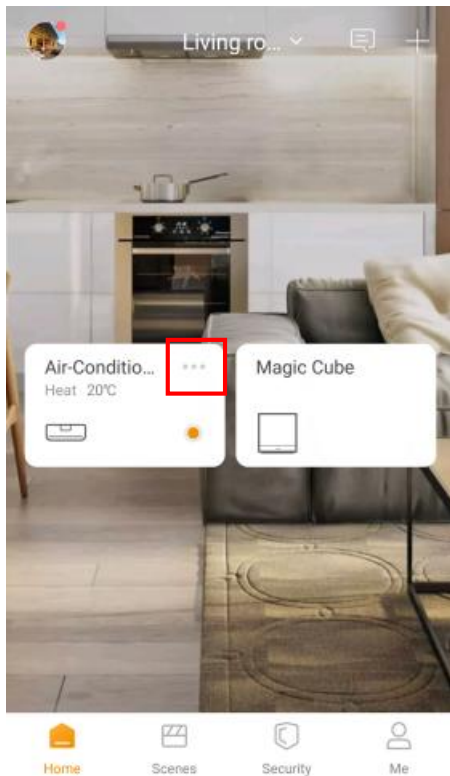 Living ro...
Air-Conditio...
Heat 20℃
Magic Cube
Home
Scenes
Security
Me